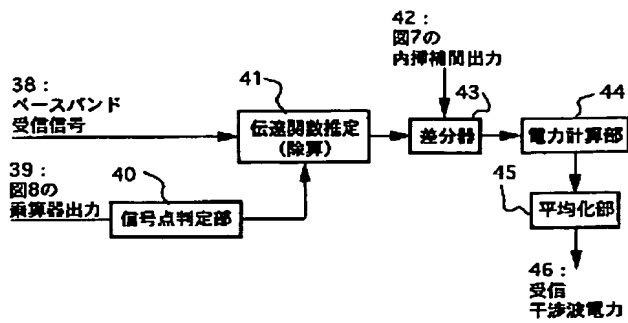 42：
図7の
内挿補間出力
38：
ベースバンド
受信信号
41
伝達関数推定
(除算)
43
差分器
44
電力計算部
39：
図8の
乗算器出力
40
信号点判定部
45
平均化部
46：
受信
干渉波電力